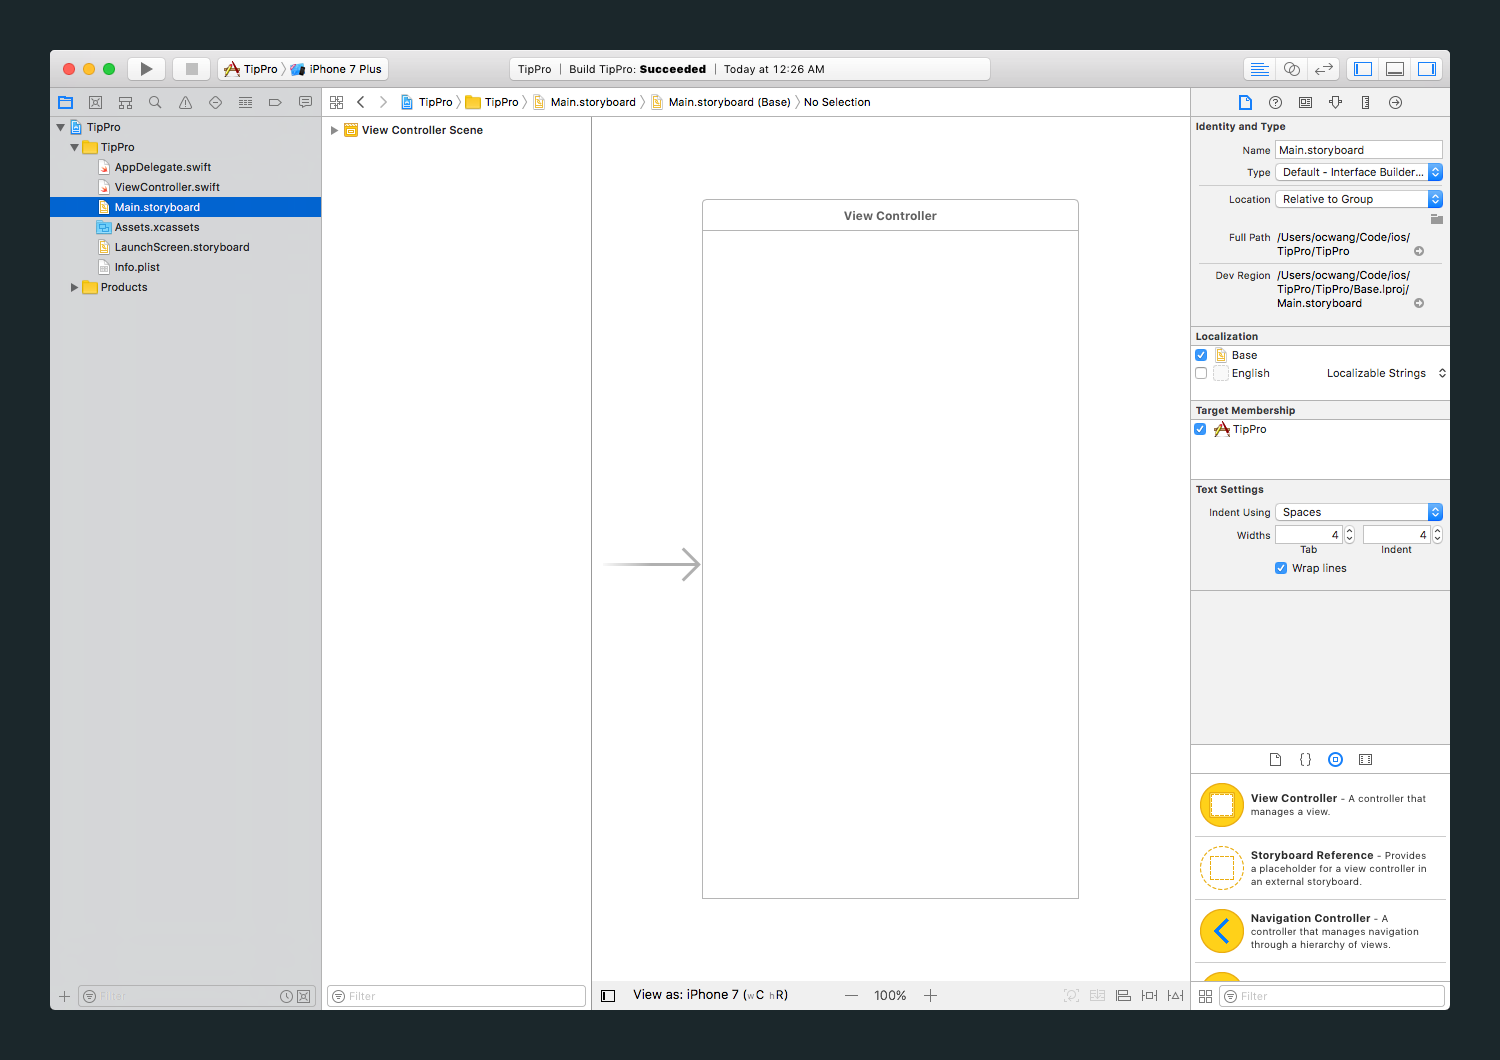 TipPro iPhone 7 Plus
TipPro Build TipPro: Succeeded Today at 12:26 AM
TipPro TipPro Main.storyboard Main.storyboard (Base) No Selection
TipPro
TipPro
AppDelegate.swift
ViewController.swift
Main.storyboard
Assets.xcassets
LaunchScreen.storyboard
Info.plist
Products
Filter
View Controller Scene
Filter
View Controller
View as: iPhone 7 (wC hR)
100%
Identity and Type
Name Main.storyboard
Type Default - Interface Builder...
Location Relative to Group
Full Path /Users/ocwang/Code/ios/
TipPro/TipPro
Dev Region /Users/ocwang/Code/ios/
TipPro/TipPro/Base.lproj/
Main.storyboard
Localization
Base
English Localizable Strings
Target Membership
TipPro
Text Settings
Indent Using Spaces
Widths 4 4
Tab Indent
Wrap lines
View Controller - A controller that
manages a view.
Storyboard Reference - Provides
a placeholder for a view controller in
an external storyboard.
Navigation Controller - A
controller that manages navigation
through a hierarchy of views.
Filter